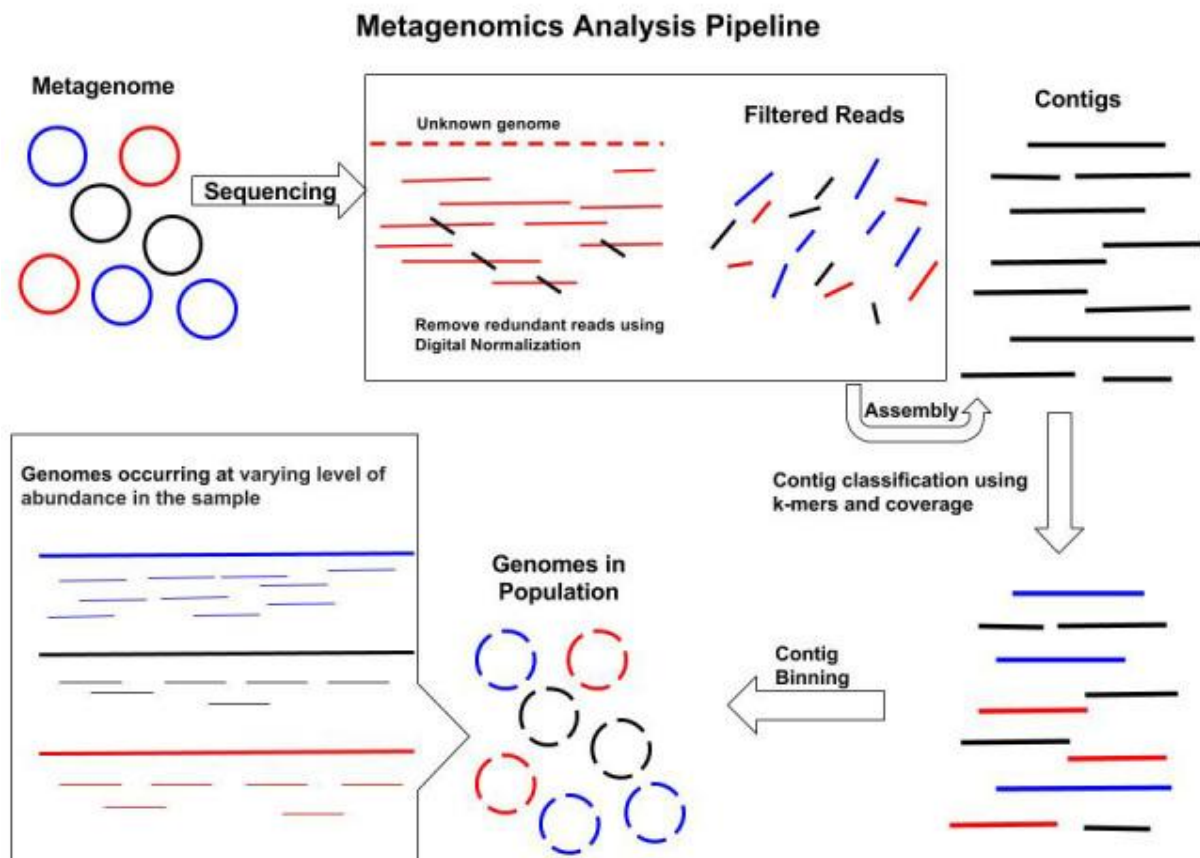 Metagenomics Analysis Pipeline
Metagenome
Sequencing
Unknown genome
Remove redundant reads using
Digital Normalization
Filtered Reads
Contigs
Assembly
Contig classification using
k-mers and coverage
Contig
Binning
Genomes in
Population
Genomes occurring at varying level of
abundance in the sample